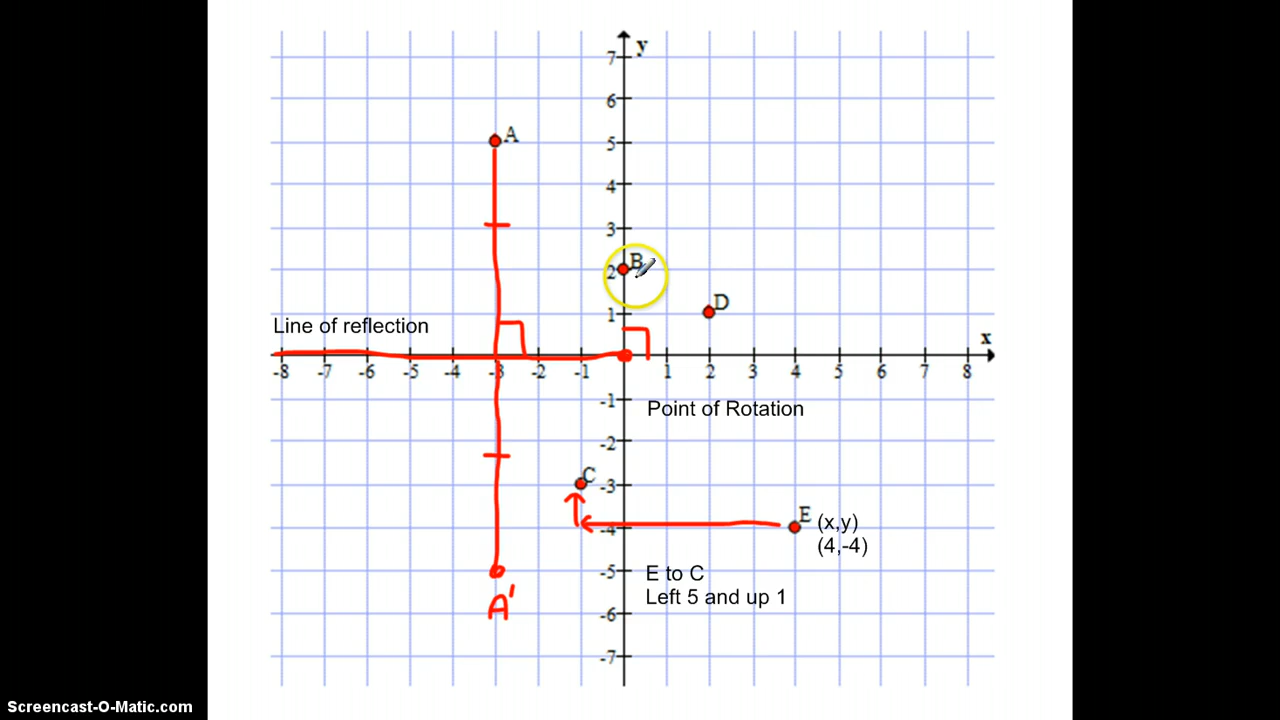 y
7
6
A
5
4
3
B
2
D
1
Line of reflection
x
-8 -7 -6 -5 -4 -3 -2 -1 1 2 3 4 5 6 7 8
-1
Point of Rotation
-2
C
-3
E (x,y)
-4
(4,-4)
-5
E to C
A'
Left 5 and up 1
-6
-7
Screencast-O-Matic.com